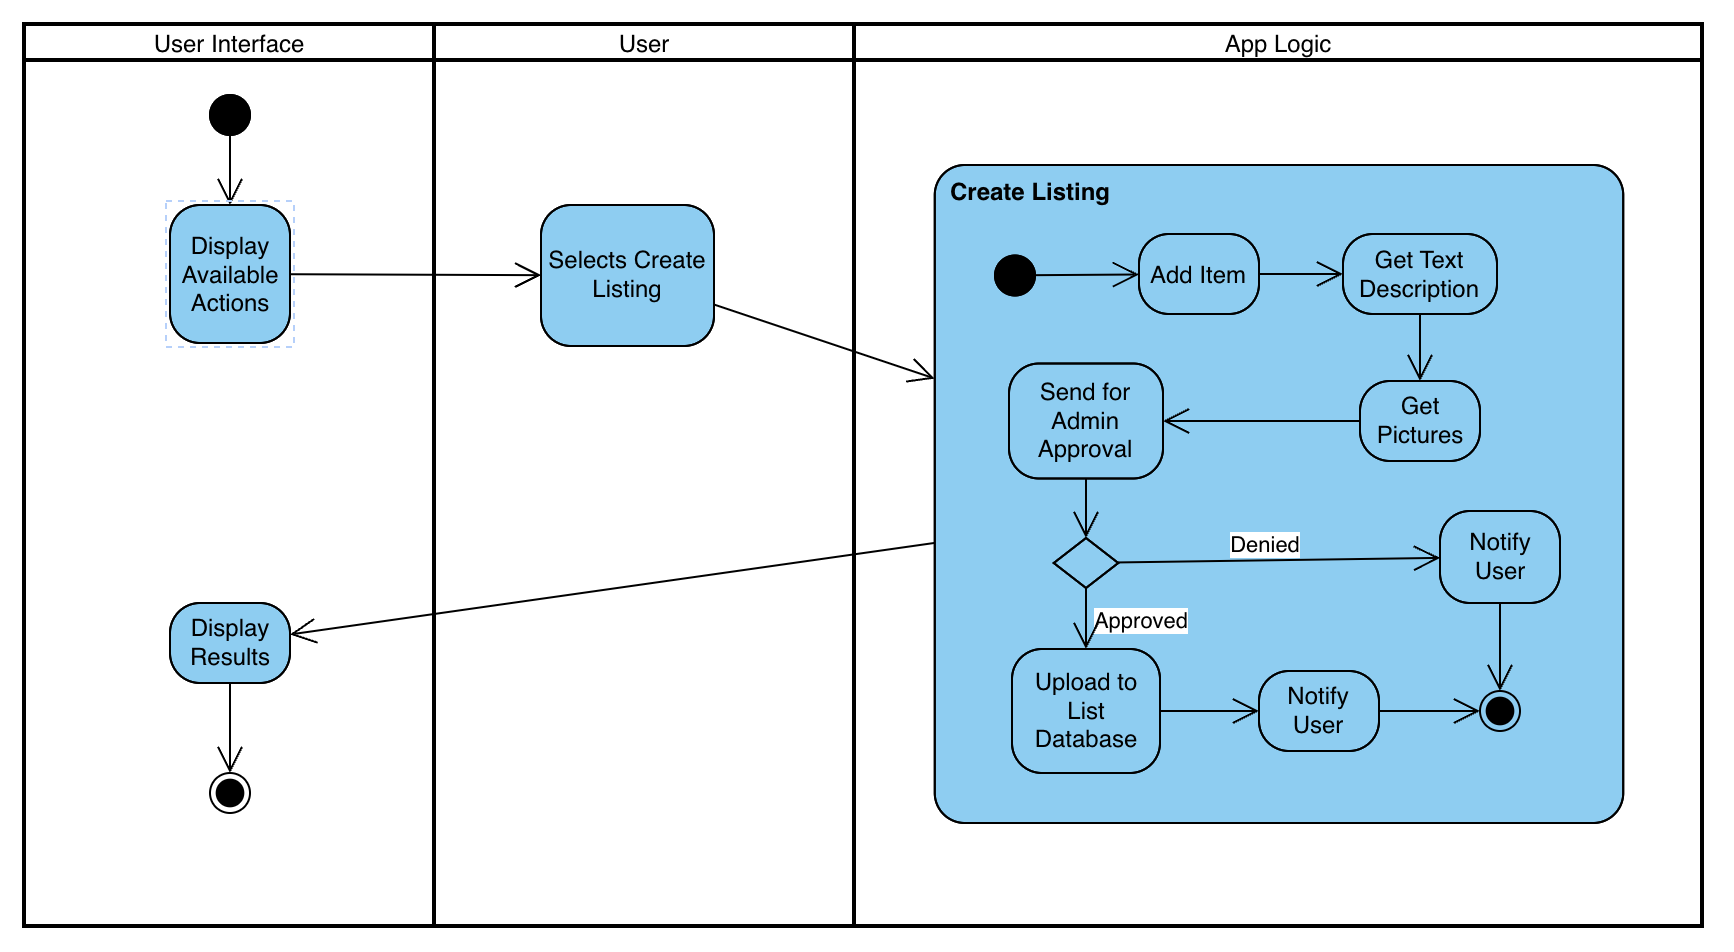 User Interface
User
App Logic
Display
Available
Actions
Selects Create
Listing
Create Listing
Add Item
Get Text
Description
Send for
Admin
Approval
Get
Pictures
Denied
Notify
User
Approved
Upload to
List
Database
Notify
User
Display
Results